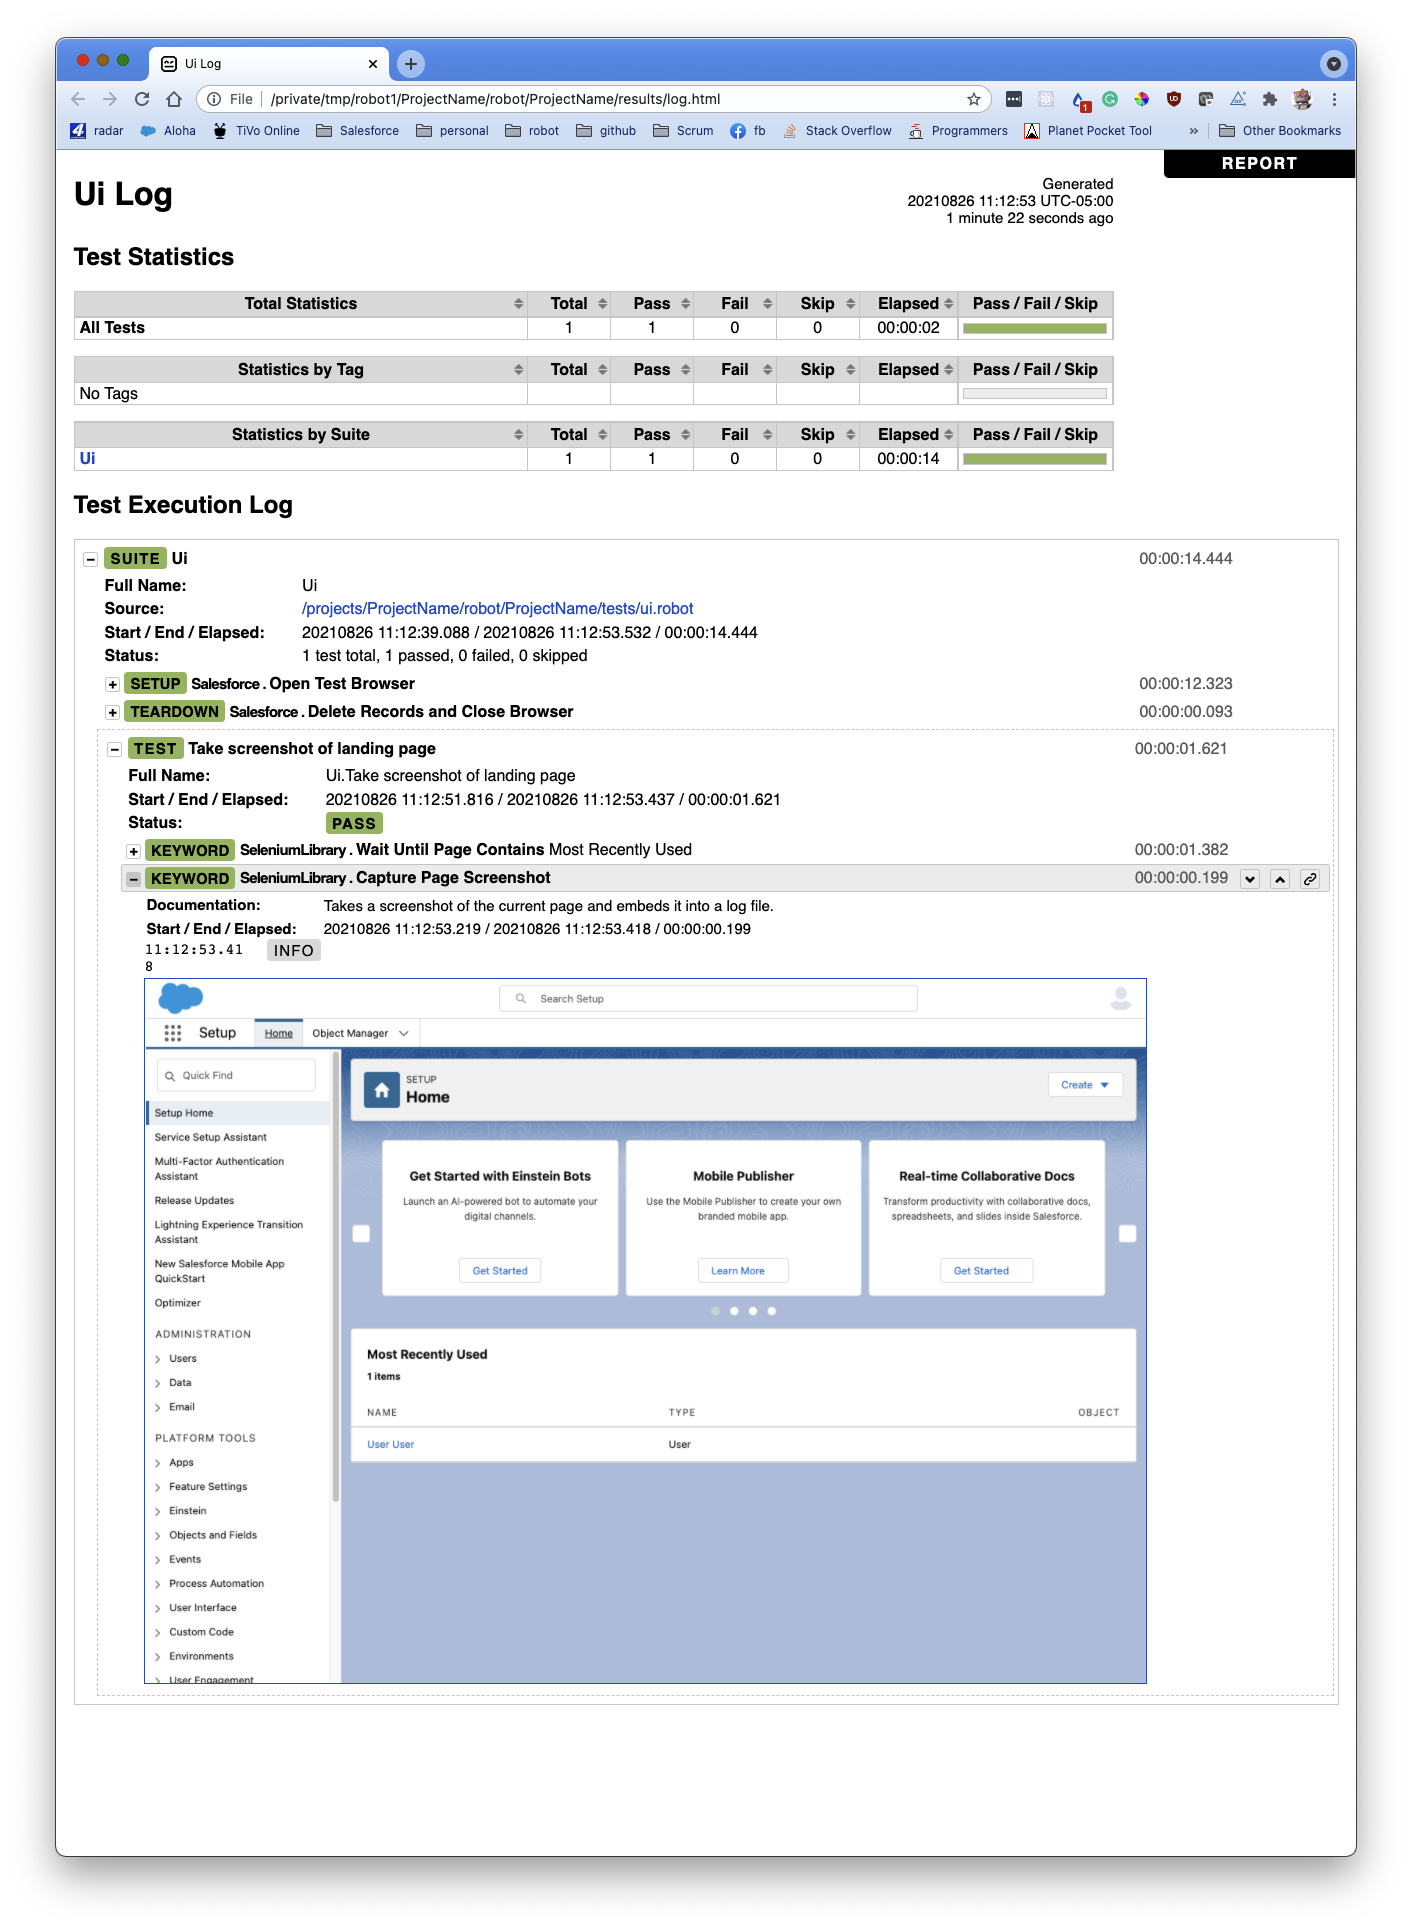 Ui Log
File /private/tmp/robot1/ProjectName/robot/ProjectName/results/log.html
1
radar Aloha TiVo Online Salesforce personal robot github Scrum fb Stack Overflow Programmers Planet Pocket Tool » Other Bookmarks
REPORT
Ui Log
Generated
20210826 11:12:53 UTC-05:00
1 minute 22 seconds ago
Test Statistics
Total Statistics Total Pass Fail Skip Elapsed Pass / Fail / Skip
All Tests 1 1 0 0 00:00:02
Statistics by Tag Total Pass Fail Skip Elapsed Pass / Fail / Skip
No Tags
Statistics by Suite Total Pass Fail Skip Elapsed Pass / Fail / Skip
Ui 1 1 0 0 00:00:14
Test Execution Log
SUITE Ui 00:00:14.444
Full Name: Ui
Source: /projects/ProjectName/robot/ProjectName/tests/ui.robot
Start / End / Elapsed: 20210826 11:12:39.088 / 20210826 11:12:53.532 / 00:00:14.444
Status: 1 test total, 1 passed, 0 failed, 0 skipped
SETUP Salesforce . Open Test Browser 00:00:12.323
TEARDOWN Salesforce . Delete Records and Close Browser 00:00:00.093
TEST Take screenshot of landing page 00:00:01.621
Full Name: Ui.Take screenshot of landing page
Start / End / Elapsed: 20210826 11:12:51.816 / 20210826 11:12:53.437 / 00:00:01.621
Status: PASS
KEYWORD SeleniumLibrary . Wait Until Page Contains Most Recently Used 00:00:01.382
KEYWORD SeleniumLibrary . Capture Page Screenshot 00:00:00.199
Documentation: Takes a screenshot of the current page and embeds it into a log file.
Start / End / Elapsed: 20210826 11:12:53.219 / 20210826 11:12:53.418 / 00:00:00.199
11:12:53.41 INFO
8
Search Setup
Setup Home Object Manager
Quick Find
Setup Home
Service Setup Assistant
Multi-Factor Authentication
Assistant
Release Updates
Lightning Experience Transition
Assistant
New Salesforce Mobile App
QuickStart
Optimizer
ADMINISTRATION
Users
Data
Email
PLATFORM TOOLS
Apps
Feature Settings
Einstein
Objects and Fields
Events
Process Automation
User Interface
Custom Code
Environments
User Engagement
SETUP
Home
Create
Get Started with Einstein Bots
Launch an AI-powered bot to automate your
digital channels.
Get Started
Mobile Publisher
Use the Mobile Publisher to create your own
branded mobile app.
Learn More
Real-time Collaborative Docs
Transform productivity with collaborative docs,
spreadsheets, and slides inside Salesforce.
Get Started
Most Recently Used
1 items
NAME TYPE OBJECT
User User User